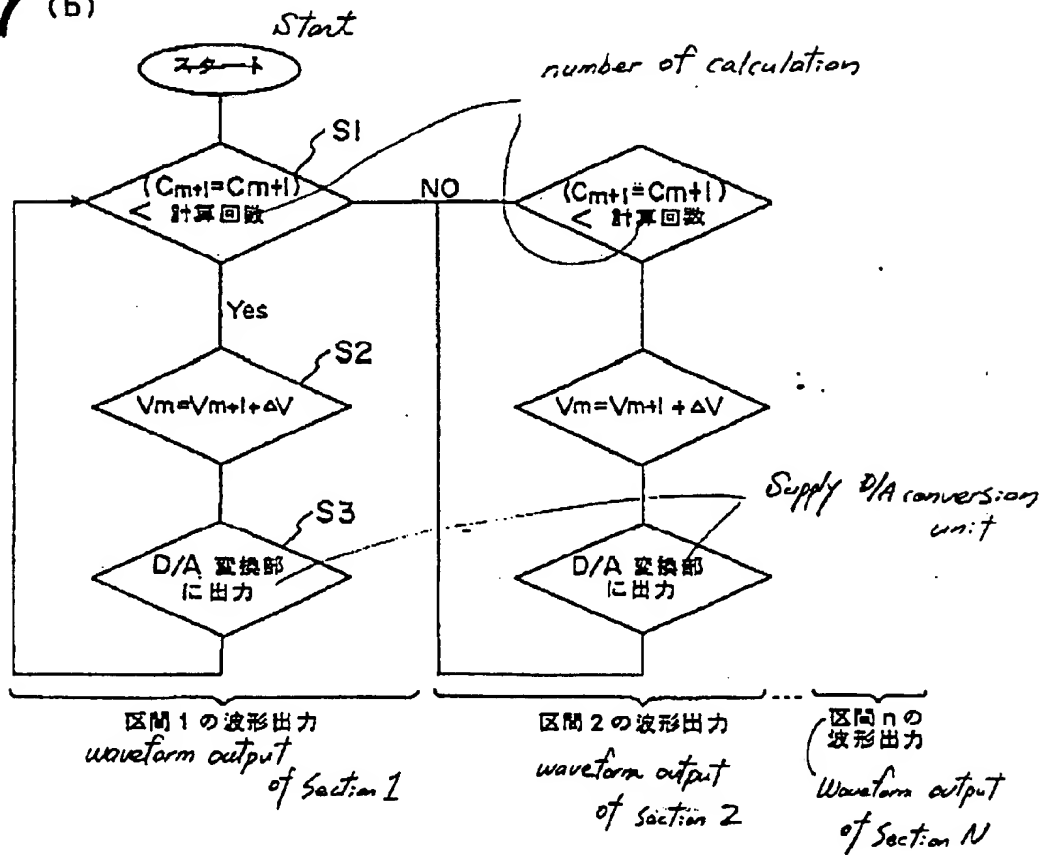 (b)
Start
スタート
number of calculation
S1
(Cm+1=Cm+1)
< 計算回数
NO
(Cm+1=Cm+1)
< 計算回数
Yes
S2
Vm=Vm+1+ΔV
Vm=Vm+1+ΔV
Supply D/A conversion
unit
S3
D/A 変換部
に出力
D/A 変換部
に出力
区間1の波形出力
waveform output
of Section 1
区間2の波形出力
waveform output
of Section 2
区間nの
波形出力
Waveform output
of Section N